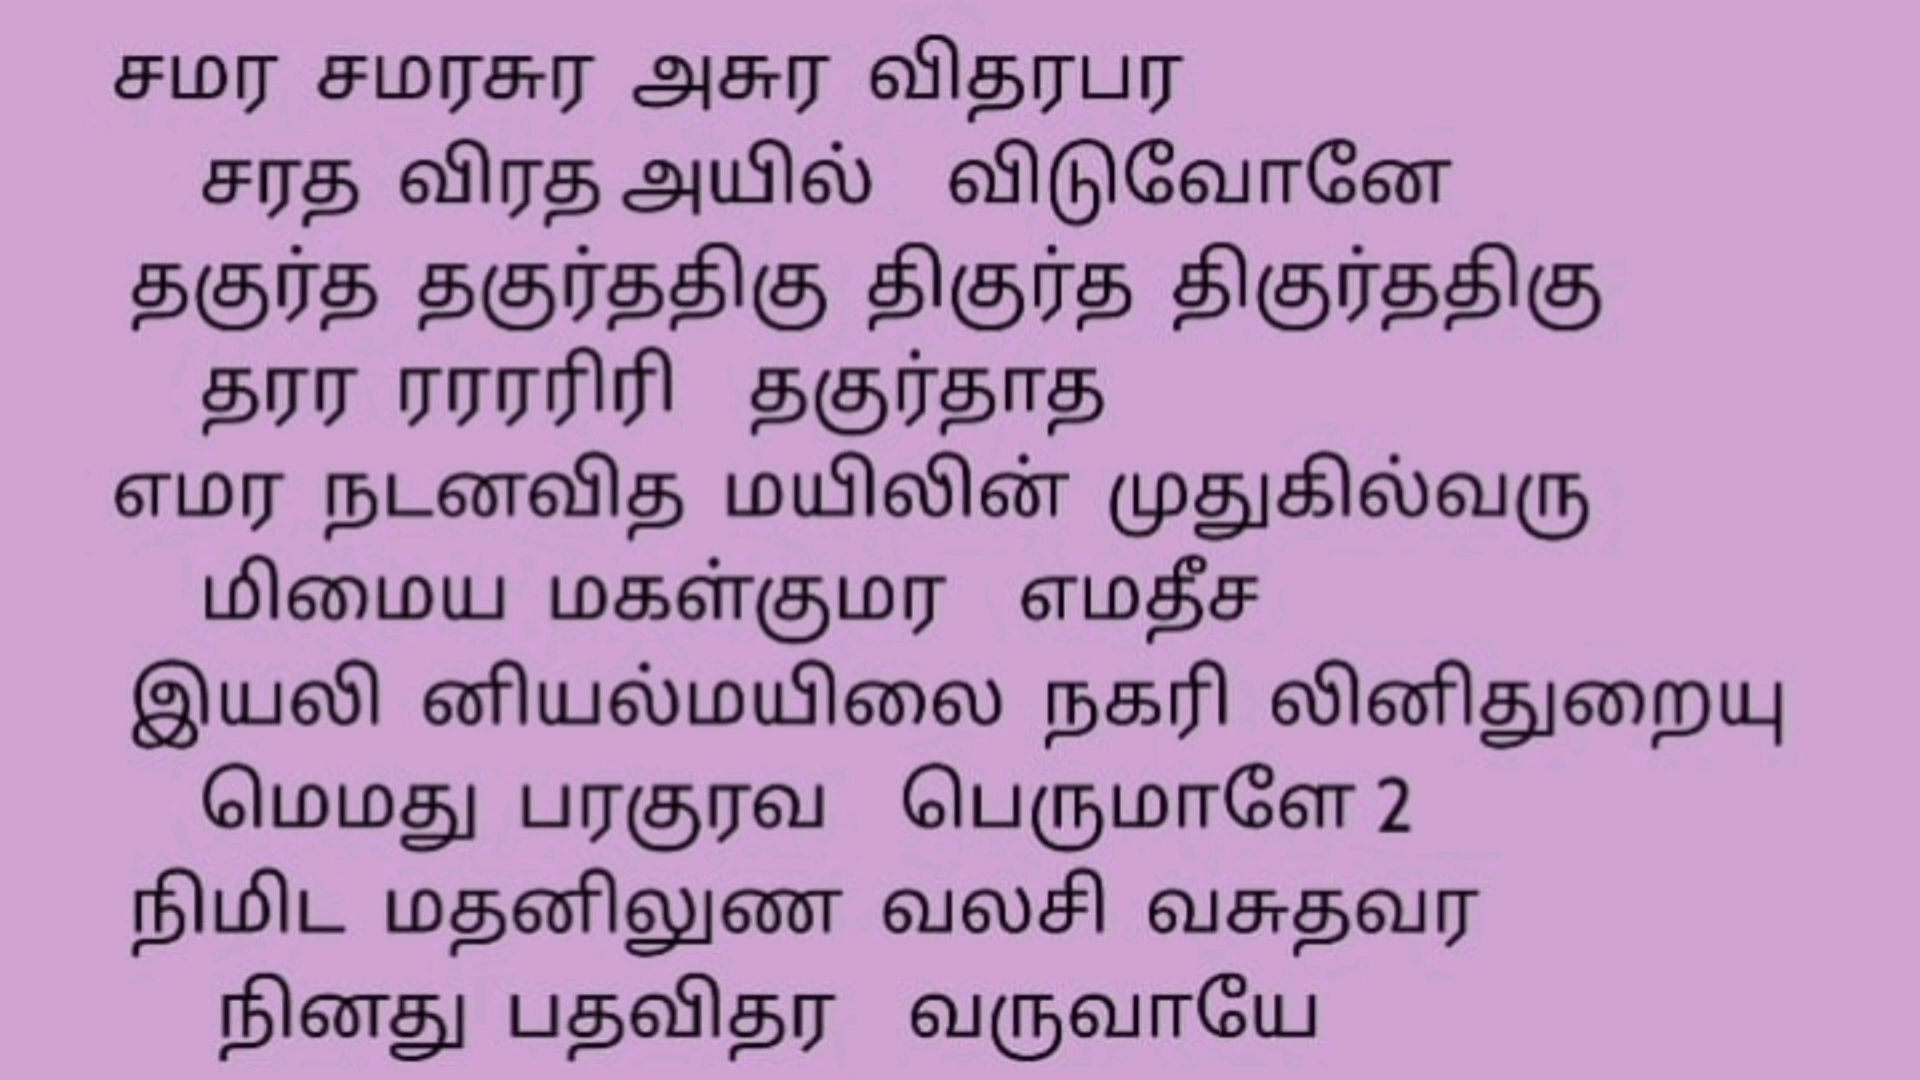 சமர சமரசுர அசுர விதரபர
சரத விரத அயில் விடுவோனே
தகுர்த தகுர்ததிகு திகுர்த திகுர்ததிகு
தரர ரரரரிரி தகுர்தாத
எமர நடனவித மயிலின் முதுகில்வரு
மிமைய மகள்குமர எமதீச
இயலி னியல்மயிலை நகரி லினிதுறையு
மெமது பரகுரவ பெருமாளே 2
நிமிட மதனிலுண வலசி வசுதவர
நினது பதவிதர வருவாயே